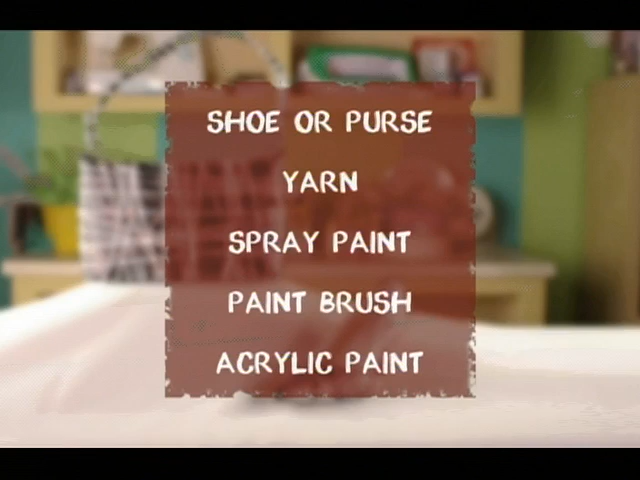 SHOE OR PURSE
YARN
SPRAY PAINT
PAINT BRUSH
ACRYLIC PAINT